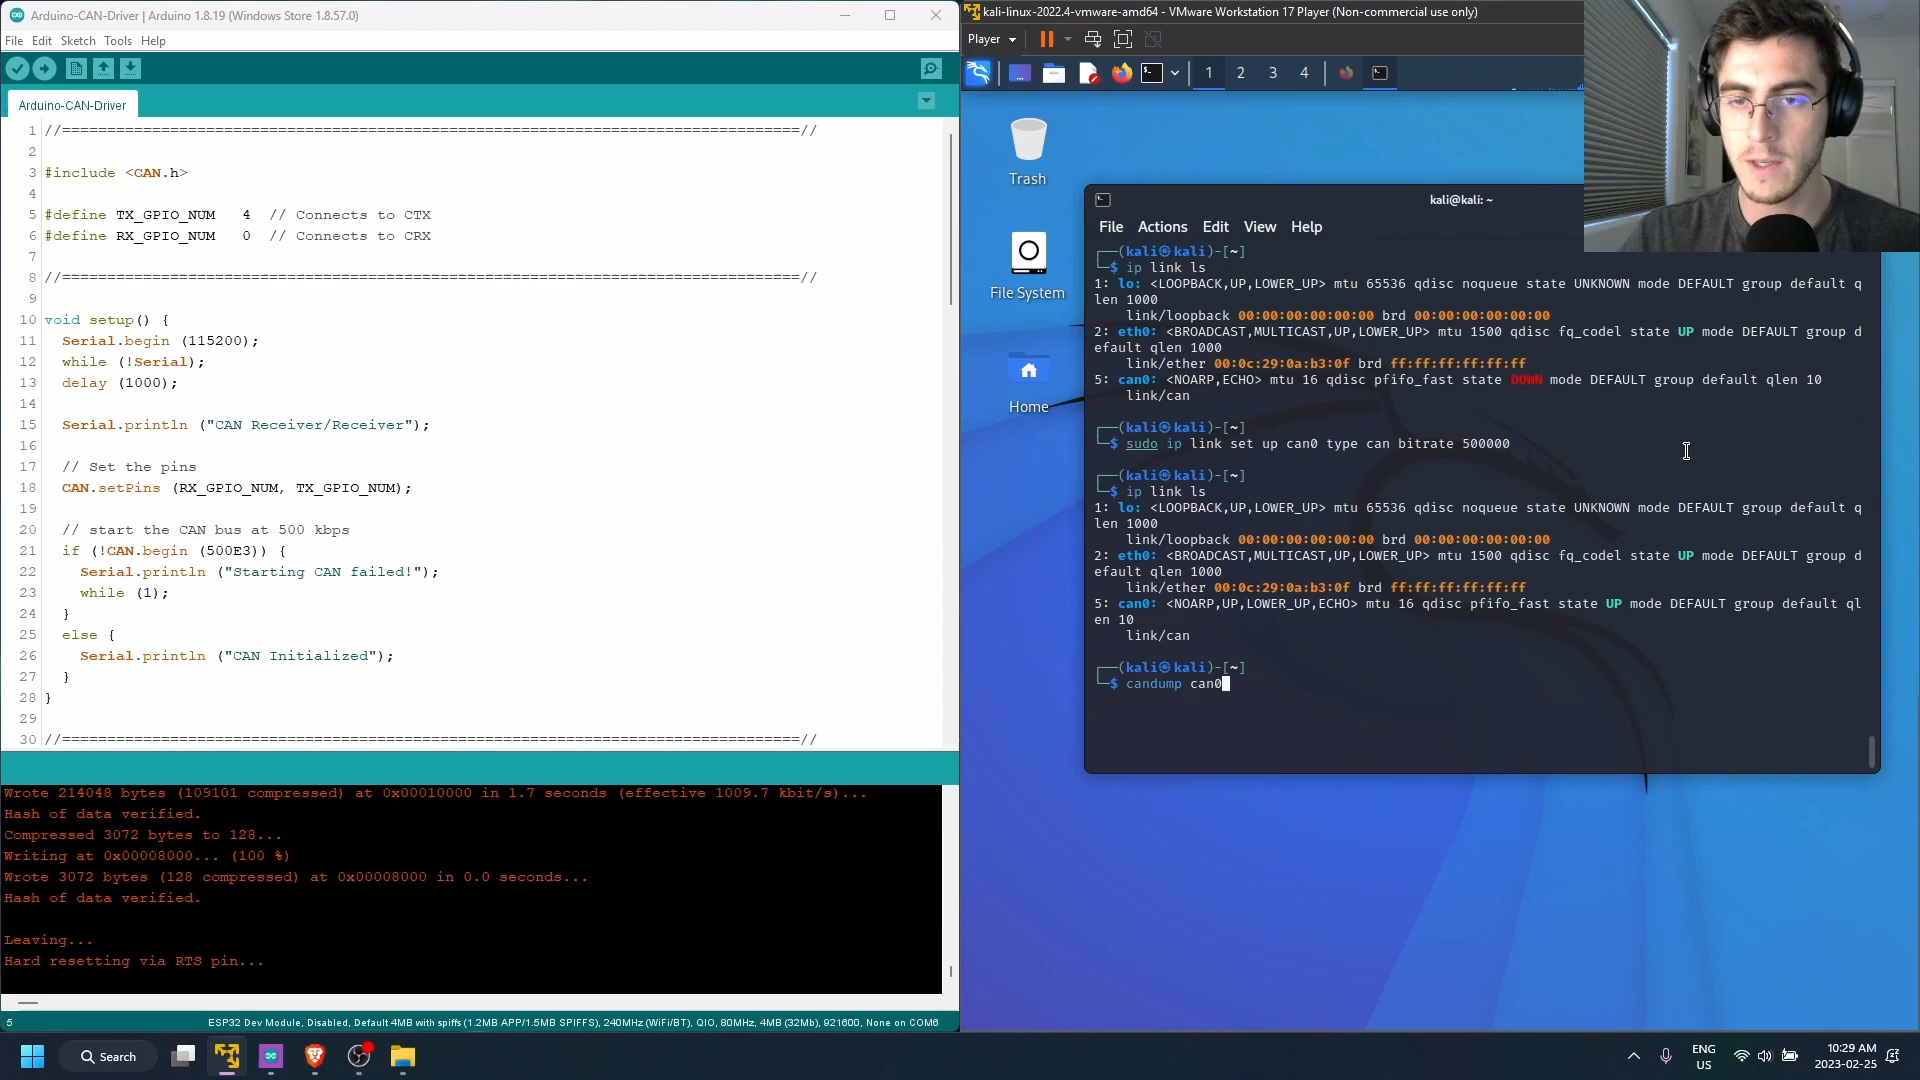 Arduino-CAN-Driver | Arduino 1.8.19 (Windows Store 1.8.57.0)
File Edit Sketch Tools Help
Arduino-CAN-Driver
1 //==================================================================================//
2
3 #include <CAN.h>
4
5 #define TX_GPIO_NUM   4  // Connects to CTX
6 #define RX_GPIO_NUM   0  // Connects to CRX
7
8 //==================================================================================//
9
10 void setup() {
11   Serial.begin (115200);
12   while (!Serial);
13   delay (1000);
14
15   Serial.println ("CAN Receiver/Receiver");
16
17   // Set the pins
18   CAN.setPins (RX_GPIO_NUM, TX_GPIO_NUM);
19
20   // start the CAN bus at 500 kbps
21   if (!CAN.begin (500E3)) {
22     Serial.println ("Starting CAN failed!");
23     while (1);
24   }
25   else {
26     Serial.println ("CAN Initialized");
27   }
28 }
29
30 //==================================================================================//
Wrote 214048 bytes (109101 compressed) at 0x00010000 in 1.7 seconds (effective 1009.7 kbit/s)...
Hash of data verified.
Compressed 3072 bytes to 128...
Writing at 0x00008000... (100 %)
Wrote 3072 bytes (128 compressed) at 0x00008000 in 0.0 seconds...
Hash of data verified.
Leaving...
Hard resetting via RTS pin...
5 ESP32 Dev Module, Disabled, Default 4MB with spiffs (1.2MB APP/1.5MB SPIFFS), 240MHz (WiFi/BT), QIO, 80MHz, 4MB (32Mb), 921600, None on COM6
kali-linux-2022.4-vmware-amd64 - VMware Workstation 17 Player (Non-commercial use only)
Player
1 2 3 4
Trash
File System
Home
kali@kali: ~
File Actions Edit View Help
┌──(kali㉿kali)-[~]
└─$ ip link ls
1: lo: <LOOPBACK,UP,LOWER_UP> mtu 65536 qdisc noqueue state UNKNOWN mode DEFAULT group default q
len 1000
    link/loopback 00:00:00:00:00:00 brd 00:00:00:00:00:00
2: eth0: <BROADCAST,MULTICAST,UP,LOWER_UP> mtu 1500 qdisc fq_codel state UP mode DEFAULT group d
efault qlen 1000
    link/ether 00:0c:29:0a:b3:0f brd ff:ff:ff:ff:ff:ff
5: can0: <NOARP,ECHO> mtu 16 qdisc pfifo_fast state DOWN mode DEFAULT group default qlen 10
    link/can
┌──(kali㉿kali)-[~]
└─$ sudo ip link set up can0 type can bitrate 500000
┌──(kali㉿kali)-[~]
└─$ ip link ls
1: lo: <LOOPBACK,UP,LOWER_UP> mtu 65536 qdisc noqueue state UNKNOWN mode DEFAULT group default q
len 1000
    link/loopback 00:00:00:00:00:00 brd 00:00:00:00:00:00
2: eth0: <BROADCAST,MULTICAST,UP,LOWER_UP> mtu 1500 qdisc fq_codel state UP mode DEFAULT group d
efault qlen 1000
    link/ether 00:0c:29:0a:b3:0f brd ff:ff:ff:ff:ff:ff
5: can0: <NOARP,UP,LOWER_UP,ECHO> mtu 16 qdisc pfifo_fast state UP mode DEFAULT group default ql
en 10
    link/can
┌──(kali㉿kali)-[~]
└─$ candump can0
Search
ENG
US
10:29 AM
2023-02-25